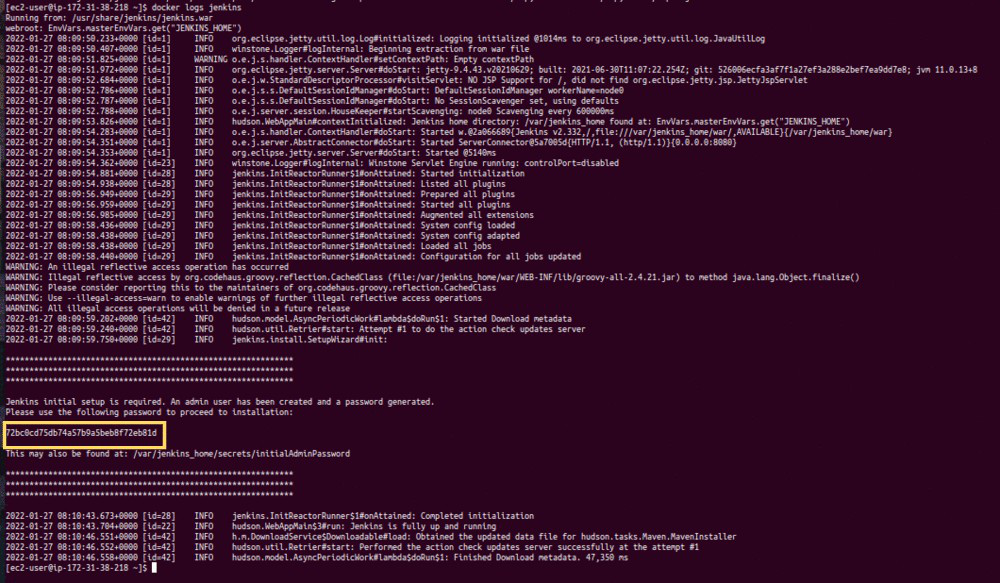 [ec2-user@ip-172-31-38-218 ~]$ docker logs jenkins
Running from: /usr/share/jenkins/jenkins.war
webroot: EnvVars.masterEnvVars.get("JENKINS_HOME")
2022-01-27 08:09:50.233+0000 [id=1] INFO org.eclipse.jetty.util.log.Log#initialized: Logging initialized @1014ms to org.eclipse.jetty.util.log.JavaUtilLog
2022-01-27 08:09:50.407+0000 [id=1] INFO winstone.Logger#logInternal: Beginning extraction from war file
2022-01-27 08:09:51.825+0000 [id=1] WARNING o.e.j.s.handler.ContextHandler#setContextPath: Empty contextPath
2022-01-27 08:09:51.972+0000 [id=1] INFO org.eclipse.jetty.server.Server#doStart: jetty-9.4.43.v20210629; built: 2021-06-30T11:07:22.254Z; git: 526006ecfa3af7f1a27ef3a288e2bef7ea9dd7e8; jvm 11.0.13+8
2022-01-27 08:09:52.684+0000 [id=1] INFO o.e.j.w.StandardDescriptorProcessor#visitServlet: NO JSP Support for /, did not find org.eclipse.jetty.jsp.JettyJspServlet
2022-01-27 08:09:52.786+0000 [id=1] INFO o.e.j.s.s.DefaultSessionIdManager#doStart: DefaultSessionIdManager workerName=node0
2022-01-27 08:09:52.787+0000 [id=1] INFO o.e.j.s.s.DefaultSessionIdManager#doStart: No SessionScavenger set, using defaults
2022-01-27 08:09:52.788+0000 [id=1] INFO o.e.j.server.session.HouseKeeper#startScavenging: node0 Scavenging every 600000ms
2022-01-27 08:09:53.826+0000 [id=1] INFO hudson.WebAppMain#contextInitialized: Jenkins home directory: /var/jenkins_home found at: EnvVars.masterEnvVars.get("JENKINS_HOME")
2022-01-27 08:09:54.283+0000 [id=1] INFO o.e.j.s.handler.ContextHandler#doStart: Started w.@2a066689{Jenkins v2.332,/,file:///var/jenkins_home/war/,AVAILABLE}{/var/jenkins_home/war}
2022-01-27 08:09:54.351+0000 [id=1] INFO o.e.j.server.AbstractConnector#doStart: Started ServerConnector@5a7005d{HTTP/1.1, (http/1.1)}{0.0.0.0:8080}
2022-01-27 08:09:54.353+0000 [id=1] INFO org.eclipse.jetty.server.Server#doStart: Started @5140ms
2022-01-27 08:09:54.362+0000 [id=23] INFO winstone.Logger#logInternal: Winstone Servlet Engine running: controlPort=disabled
2022-01-27 08:09:54.881+0000 [id=28] INFO jenkins.InitReactorRunner$1#onAttained: Started initialization
2022-01-27 08:09:54.938+0000 [id=28] INFO jenkins.InitReactorRunner$1#onAttained: Listed all plugins
2022-01-27 08:09:56.949+0000 [id=29] INFO jenkins.InitReactorRunner$1#onAttained: Prepared all plugins
2022-01-27 08:09:56.959+0000 [id=29] INFO jenkins.InitReactorRunner$1#onAttained: Started all plugins
2022-01-27 08:09:56.985+0000 [id=29] INFO jenkins.InitReactorRunner$1#onAttained: Augmented all extensions
2022-01-27 08:09:58.436+0000 [id=29] INFO jenkins.InitReactorRunner$1#onAttained: System config loaded
2022-01-27 08:09:58.438+0000 [id=29] INFO jenkins.InitReactorRunner$1#onAttained: System config adapted
2022-01-27 08:09:58.438+0000 [id=29] INFO jenkins.InitReactorRunner$1#onAttained: Loaded all jobs
2022-01-27 08:09:58.440+0000 [id=29] INFO jenkins.InitReactorRunner$1#onAttained: Configuration for all jobs updated
WARNING: An illegal reflective access operation has occurred
WARNING: Illegal reflective access by org.codehaus.groovy.reflection.CachedClass (file:/var/jenkins_home/war/WEB-INF/lib/groovy-all-2.4.21.jar) to method java.lang.Object.finalize()
WARNING: Please consider reporting this to the maintainers of org.codehaus.groovy.reflection.CachedClass
WARNING: Use --illegal-access=warn to enable warnings of further illegal reflective access operations
WARNING: All illegal access operations will be denied in a future release
2022-01-27 08:09:59.202+0000 [id=42] INFO hudson.model.AsyncPeriodicWork#lambda$doRun$1: Started Download metadata
2022-01-27 08:09:59.240+0000 [id=42] INFO hudson.util.Retrier#start: Attempt #1 to do the action check updates server
2022-01-27 08:09:59.750+0000 [id=29] INFO jenkins.install.SetupWizard#init:
*************************************************************
*************************************************************
*************************************************************
Jenkins initial setup is required. An admin user has been created and a password generated.
Please use the following password to proceed to installation:
72bc0cd75db74a57b9a5beb8f72eb81d
This may also be found at: /var/jenkins_home/secrets/initialAdminPassword
*************************************************************
*************************************************************
*************************************************************
2022-01-27 08:10:43.673+0000 [id=28] INFO jenkins.InitReactorRunner$1#onAttained: Completed initialization
2022-01-27 08:10:43.704+0000 [id=22] INFO hudson.WebAppMain$3#run: Jenkins is fully up and running
2022-01-27 08:10:46.551+0000 [id=42] INFO h.m.DownloadService$Downloadable#load: Obtained the updated data file for hudson.tasks.Maven.MavenInstaller
2022-01-27 08:10:46.552+0000 [id=42] INFO hudson.util.Retrier#start: Performed the action check updates server successfully at the attempt #1
2022-01-27 08:10:46.558+0000 [id=42] INFO hudson.model.AsyncPeriodicWork#lambda$doRun$1: Finished Download metadata. 47,350 ms
[ec2-user@ip-172-31-38-218 ~]$